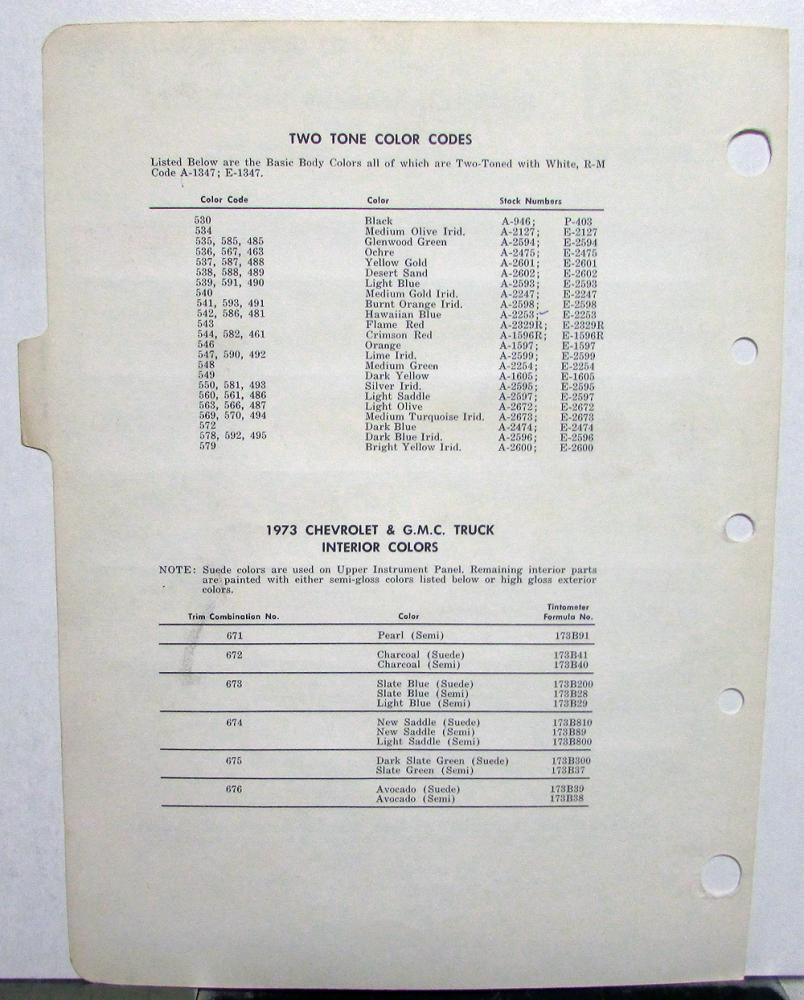 TWO TONE COLOR CODES
Listed Below are the Basic Body Colors all of which are Two-Toned with White, R-M
Code A-1347; E-1347.
Color Code Color Stock Numbers
530 Black A-946; P-403
534 Medium Olive Irid. A-2127; E-2127
535, 585, 485 Glenwood Green A-2594; E-2594
536, 567, 463 Ochre A-2475; E-2475
537, 587, 488 Yellow Gold A-2601; E-2601
538, 588, 489 Desert Sand A-2602; E-2602
539, 591, 490 Light Blue A-2593; E-2593
540 Medium Gold Irid. A-2247; E-2247
541, 593, 491 Burnt Orange Irid. A-2598; E-2598
542, 586, 481 Hawaiian Blue A-2253; E-2253
543 Flame Red A-2329R; E-2329R
544, 582, 461 Crimson Red A-1596R; E-1596R
546 Orange A-1597; E-1597
547, 590, 492 Lime Irid. A-2599; E-2599
548 Medium Green A-2254; E-2254
549 Dark Yellow A-1605; E-1605
550, 581, 493 Silver Irid. A-2595; E-2595
560, 561, 486 Light Saddle A-2597; E-2597
563, 566, 487 Light Olive A-2672; E-2672
569, 570, 494 Medium Turquoise Irid. A-2673; E-2673
572 Dark Blue A-2474; E-2474
578, 592, 495 Dark Blue Irid. A-2596; E-2596
579 Bright Yellow Irid. A-2600; E-2600
1973 CHEVROLET & G.M.C. TRUCK
INTERIOR COLORS
NOTE: Suede colors are used on Upper Instrument Panel. Remaining interior parts
are painted with either semi-gloss colors listed below or high gloss exterior
colors.
Tintometer
Trim Combination No. Color Formula No.
671 Pearl (Semi) 173B91
672 Charcoal (Suede) 173B41
Charcoal (Semi) 173B40
673 Slate Blue (Suede) 173B200
Slate Blue (Semi) 173B28
Light Blue (Semi) 173B29
674 New Saddle (Suede) 173B810
New Saddle (Semi) 173B89
Light Saddle (Semi) 173B800
675 Dark Slate Green (Suede) 173B300
Slate Green (Semi) 173B37
676 Avocado (Suede) 173B39
Avocado (Semi) 173B38